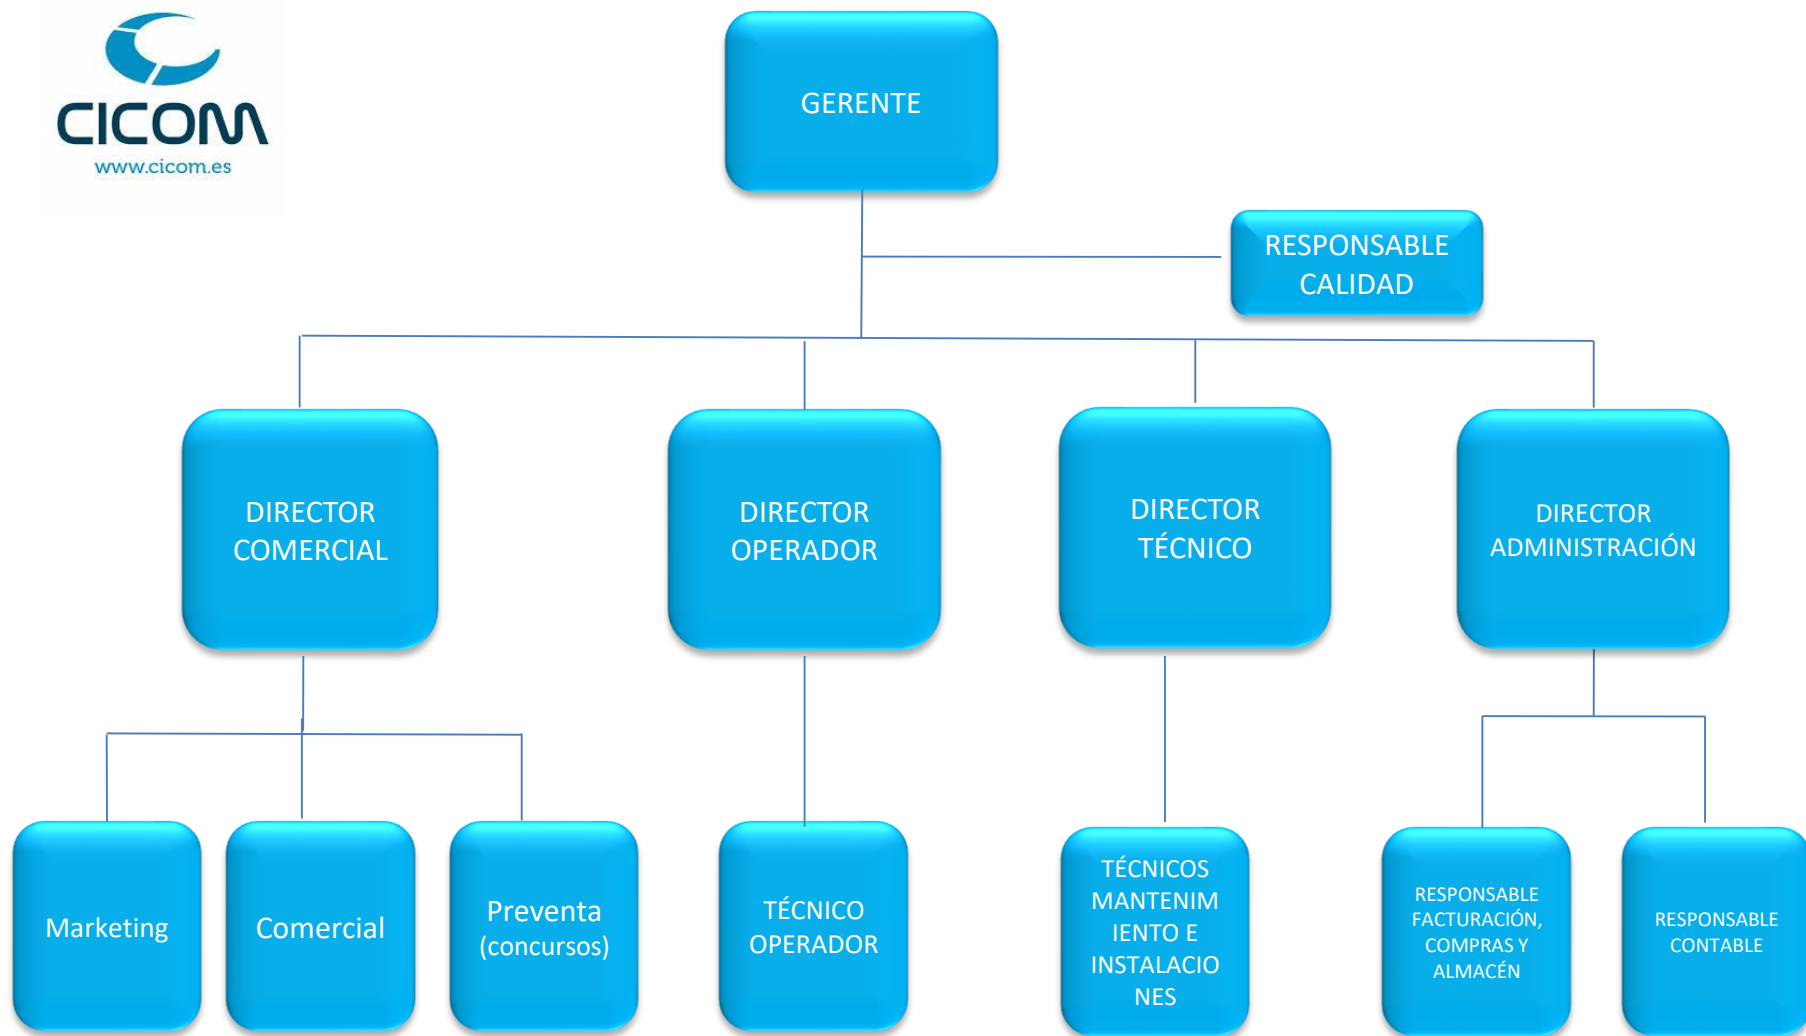 CICOM
www.cicom.es
GERENTE
RESPONSABLE
CALIDAD
DIRECTOR
COMERCIAL
DIRECTOR
OPERADOR
DIRECTOR
TÉCNICO
DIRECTOR
ADMINISTRACIÓN
Marketing
Comercial
Preventa
(concursos)
TÉCNICO
OPERADOR
TÉCNICOS
MANTENIM
IENTO E
INSTALACIO
NES
RESPONSABLE
FACTURACIÓN,
COMPRAS Y
ALMACÉN
RESPONSABLE
CONTABLE